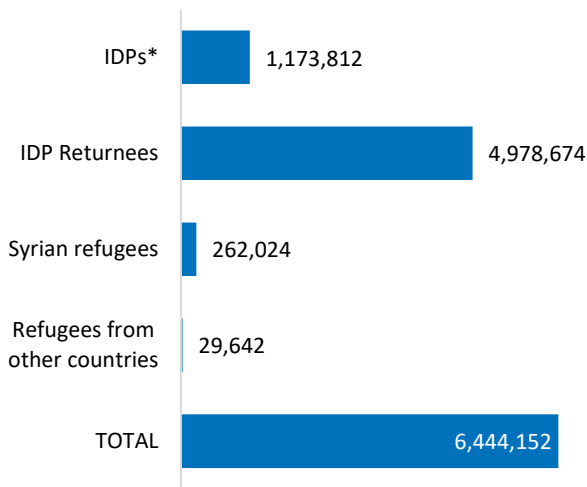 IDPs* 1,173,812
IDP Returnees 4,978,674
Syrian refugees 262,024
Refugees from
other countries 29,642
TOTAL 6,444,152